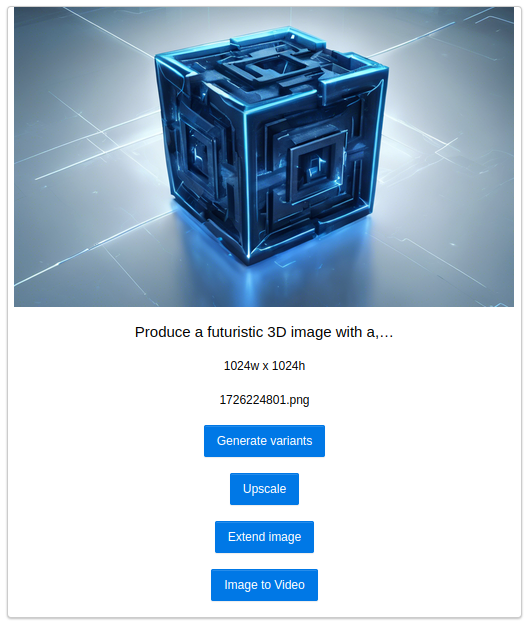 Produce a futuristic 3D image with a,...
1024w x 1024h
1726224801.png
Generate variants
Upscale
Extend image
Image to Video